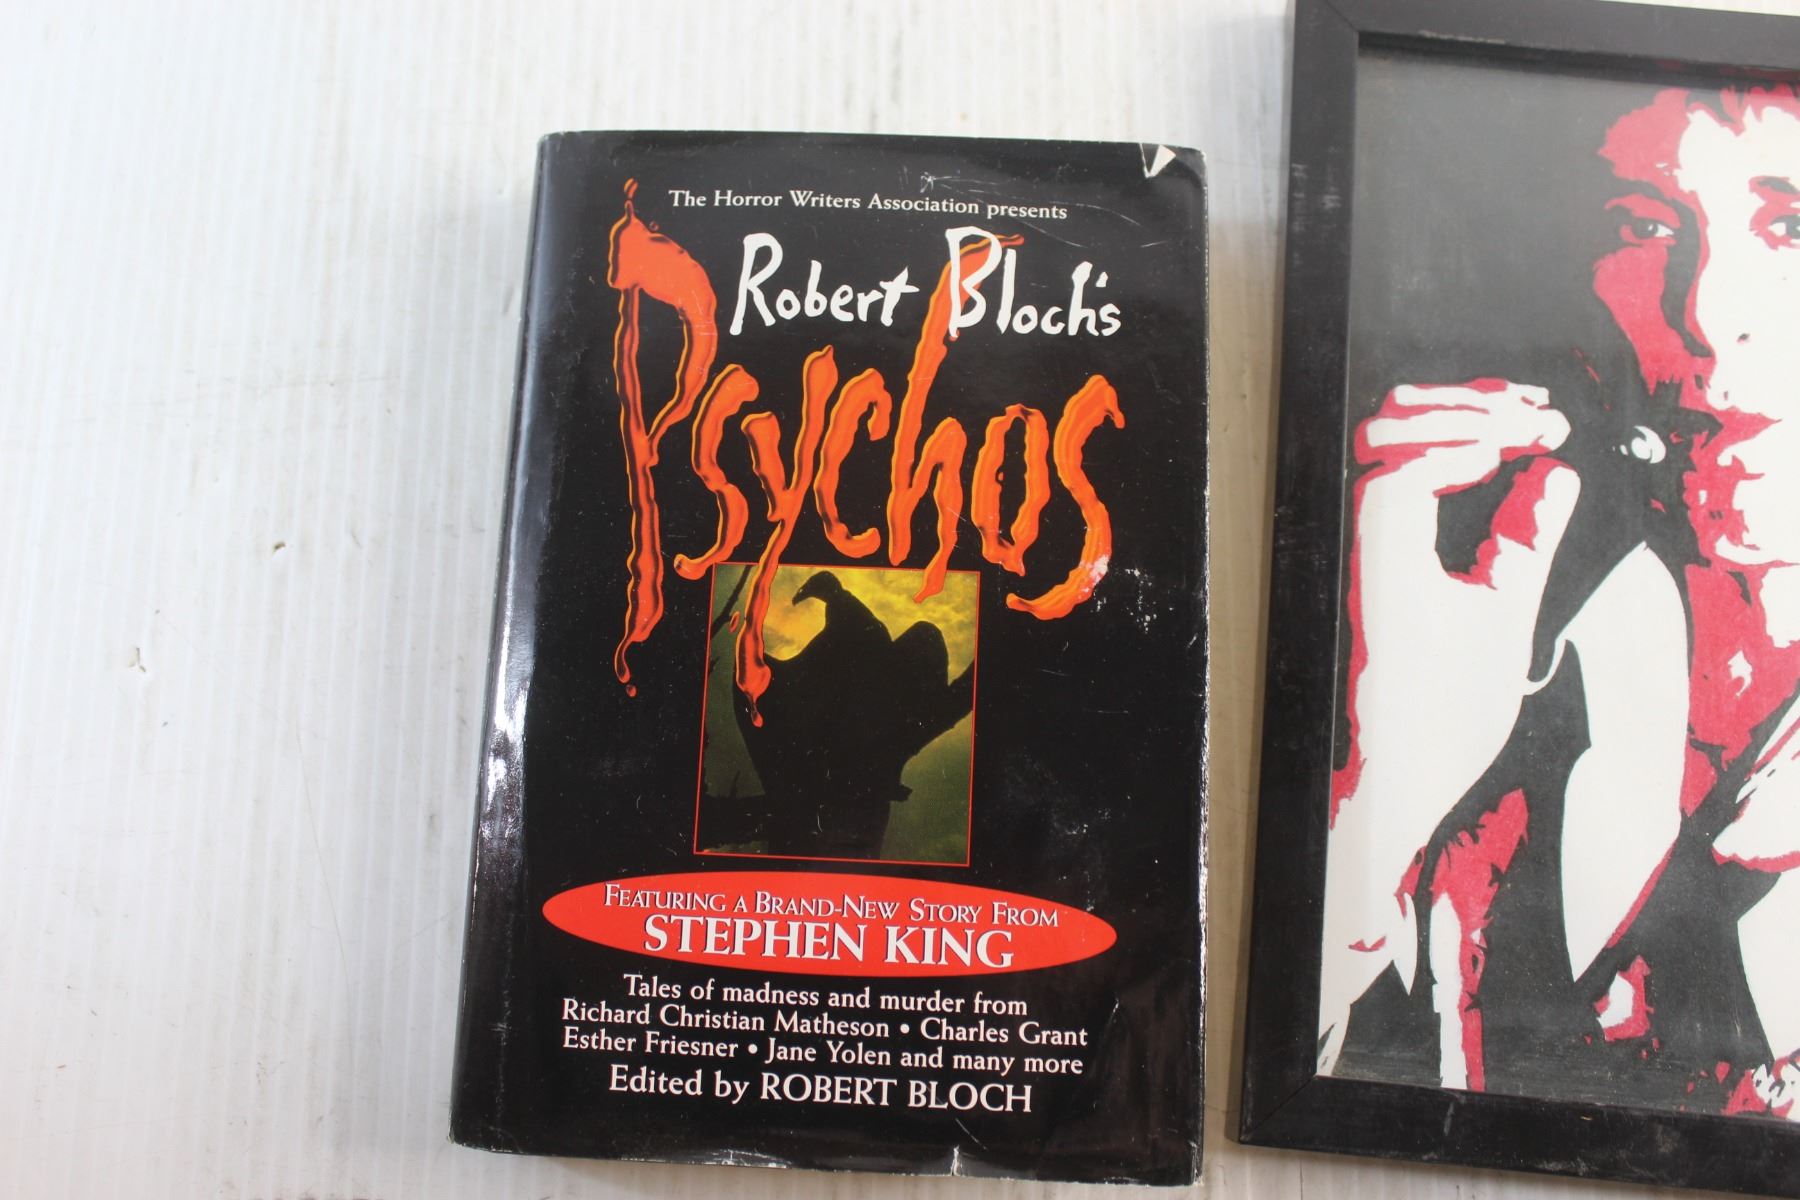 The Horror Writers Association presents
Robert Bloch's
Psychos
FEATURING A BRAND-NEW STORY FROM
STEPHEN KING
Tales of madness and murder from
Richard Christian Matheson • Charles Grant
Esther Friesner • Jane Yolen and many more
Edited by ROBERT BLOCH